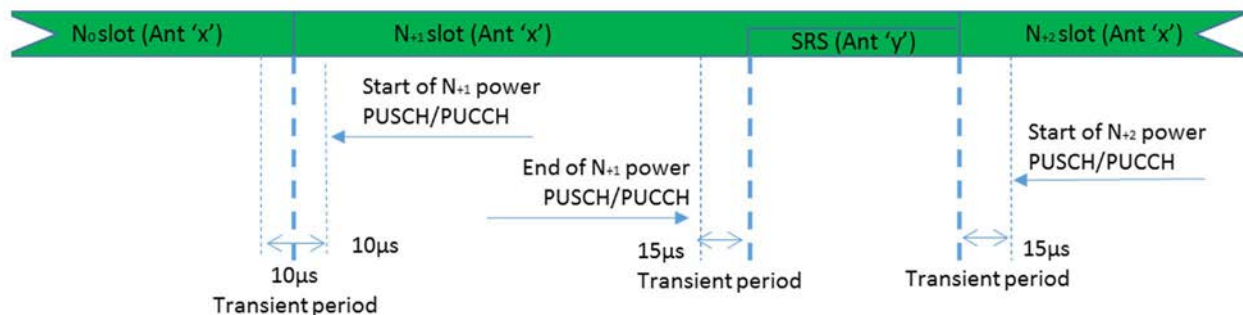 N₀ slot (Ant ‘x’)
N₊₁ slot (Ant ‘x’)
SRS (Ant ‘y’)
N₊₂ slot (Ant ‘x’)
Start of N₊₁ power
PUSCH/PUCCH
End of N₊₁ power
PUSCH/PUCCH
Start of N₊₂ power
PUSCH/PUCCH
10µs
10µs
Transient period
15µs
Transient period
15µs
Transient period